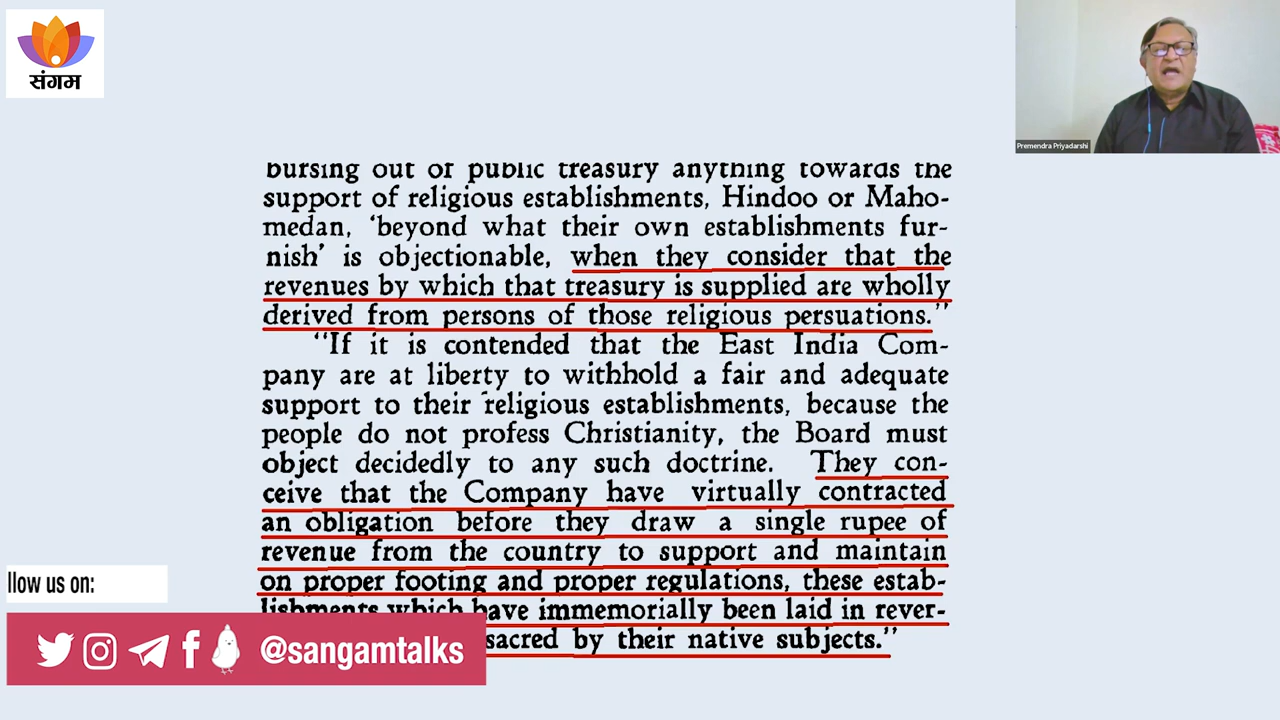 संगम
Premendra Priyadarshi
bursing out of public treasury anything towards the
support of religious establishments, Hindoo or Maho-
medan, ‘beyond what their own establishments fur-
nish’ is objectionable, when they consider that the
revenues by which that treasury is supplied are wholly
derived from persons of those religious persuations.”
“If it is contended that the East India Com-
pany are at liberty to withhold a fair and adequate
support to their religious establishments, because the
people do not profess Christianity, the Board must
object decidedly to any such doctrine. They con-
ceive that the Company have virtually contracted
an obligation before they draw a single rupee of
revenue from the country to support and maintain
on proper footing and proper regulations, these estab-
lishments which have immemorially been laid in rever-
sacred by their native subjects.”
llow us on:
@sangamtalks